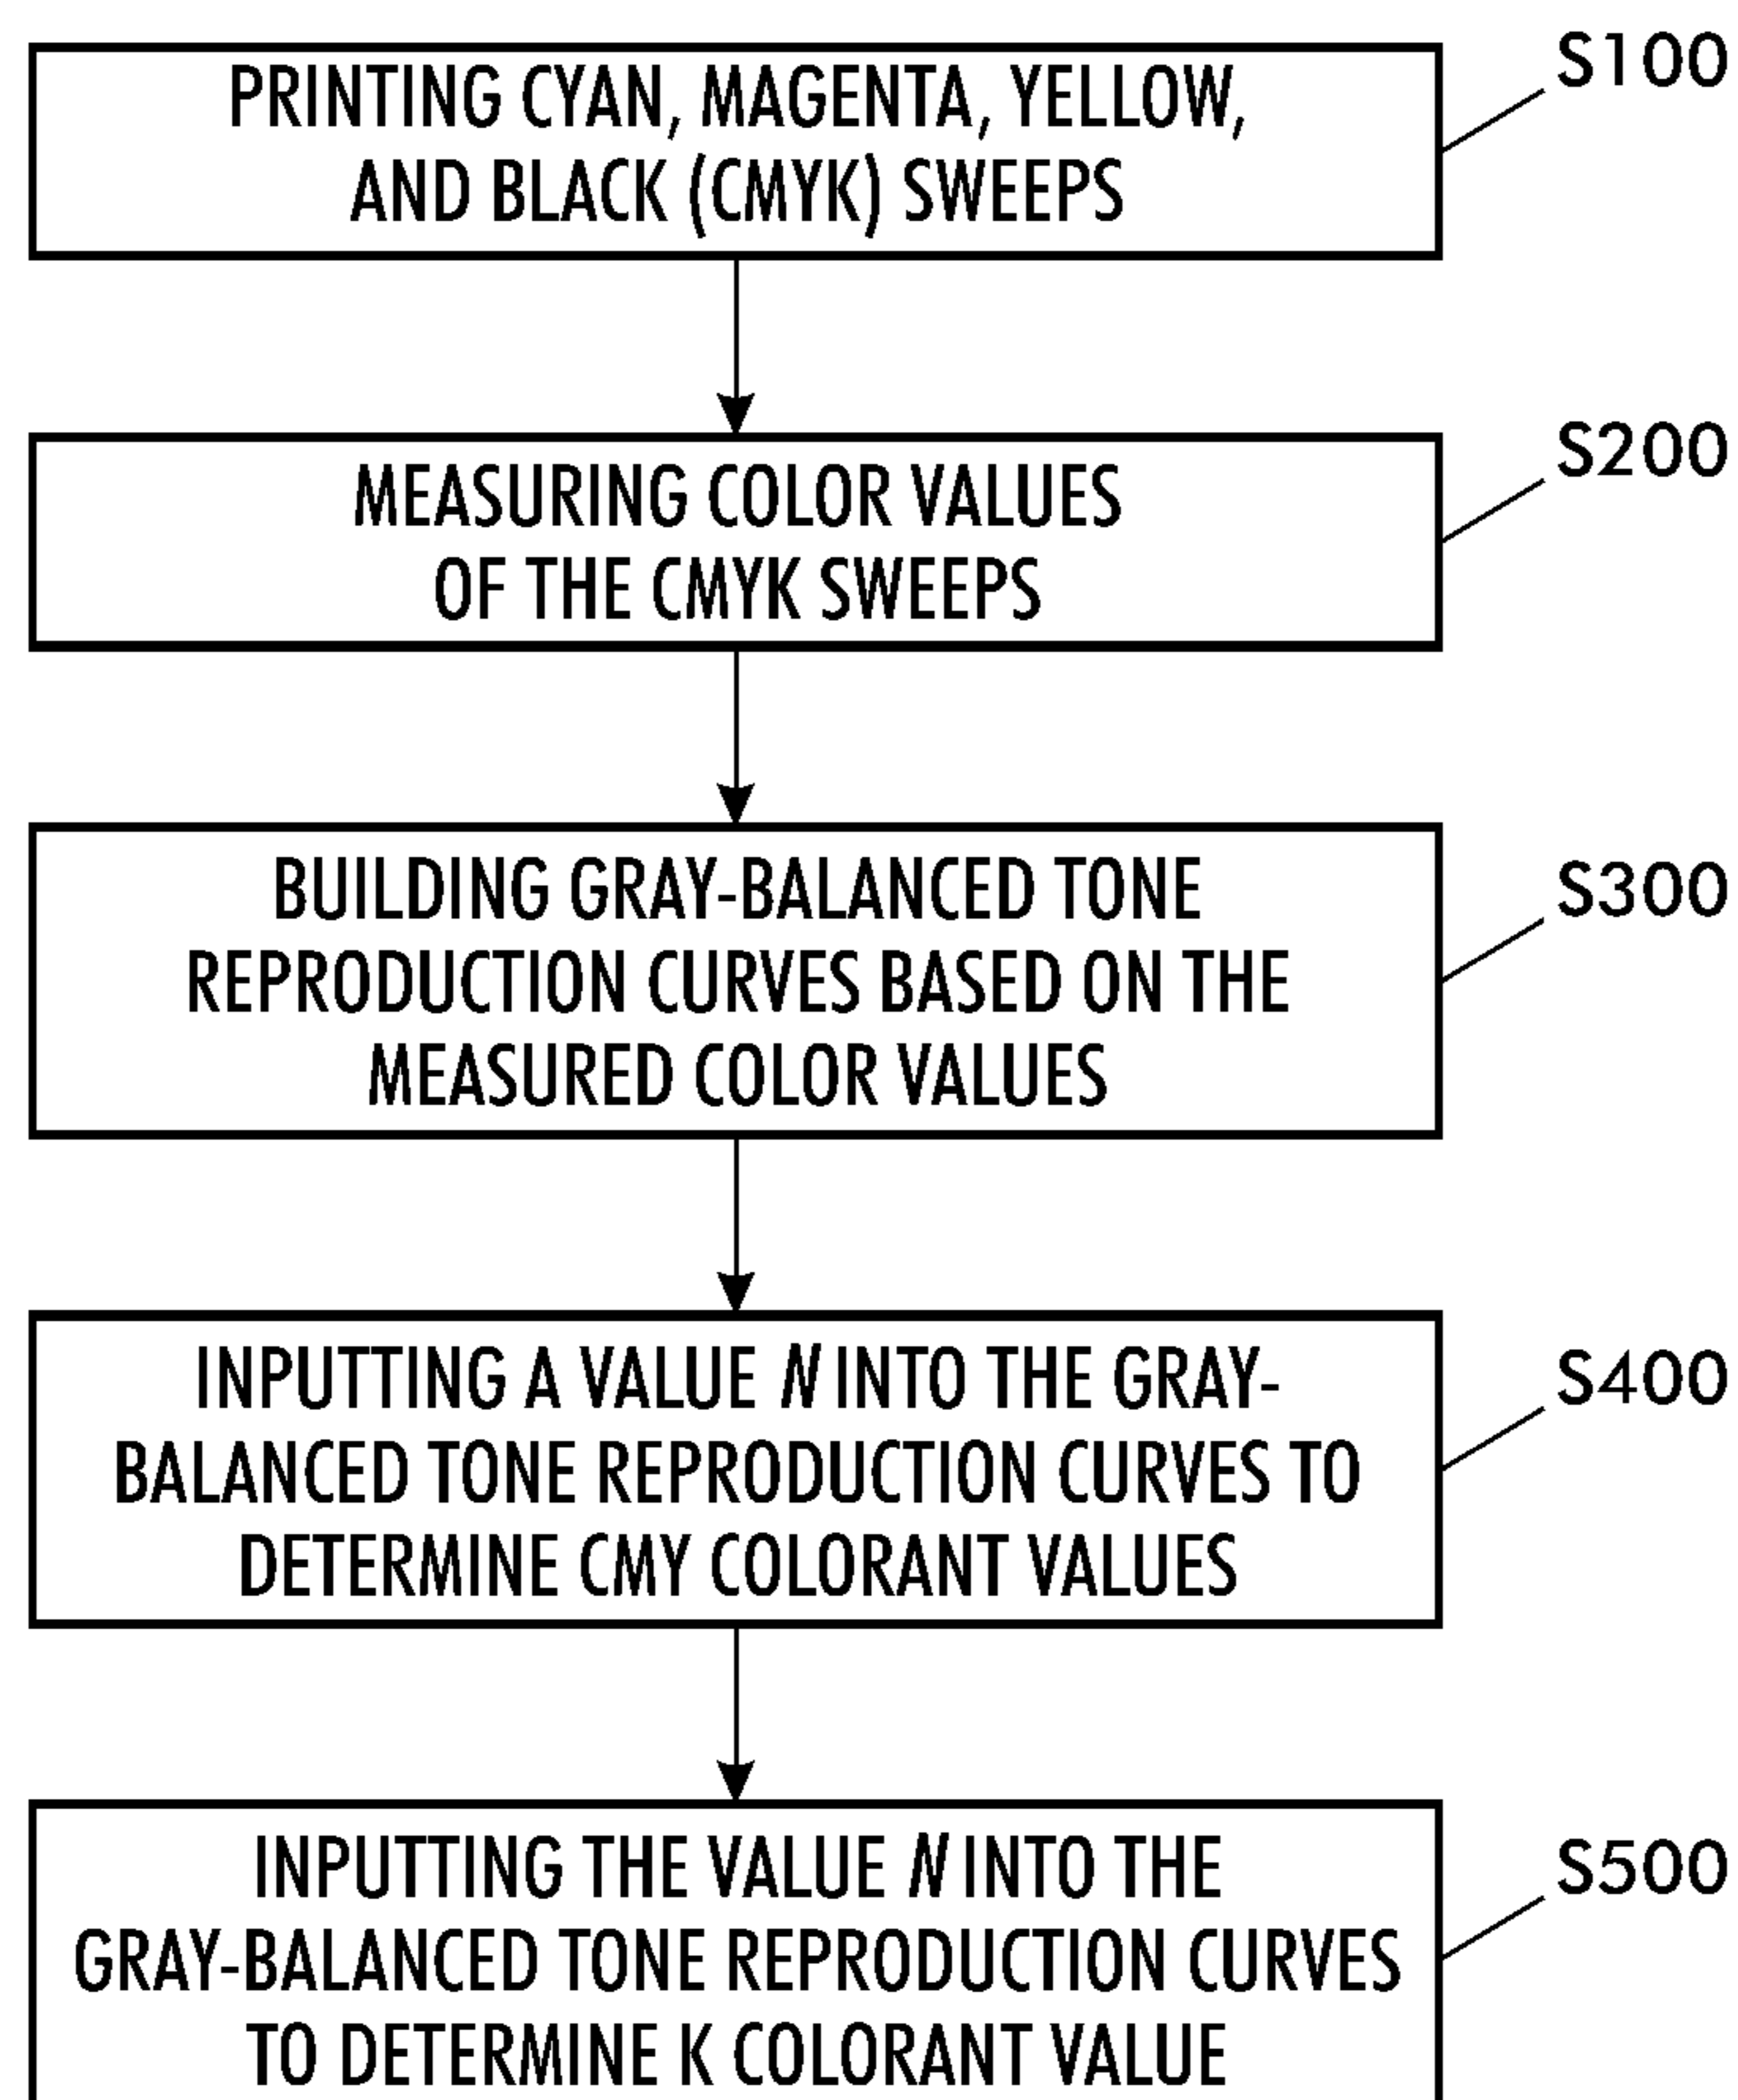 S100
PRINTING CYAN, MAGENTA, YELLOW,
AND BLACK (CMYK) SWEEPS
S200
MEASURING COLOR VALUES
OF THE CMYK SWEEPS
S300
BUILDING GRAY-BALANCED TONE
REPRODUCTION CURVES BASED ON THE
MEASURED COLOR VALUES
S400
INPUTTING A VALUE N INTO THE GRAY-
BALANCED TONE REPRODUCTION CURVES TO
DETERMINE CMY COLORANT VALUES
S500
INPUTTING THE VALUE N INTO THE
GRAY-BALANCED TONE REPRODUCTION CURVES
TO DETERMINE K COLORANT VALUE